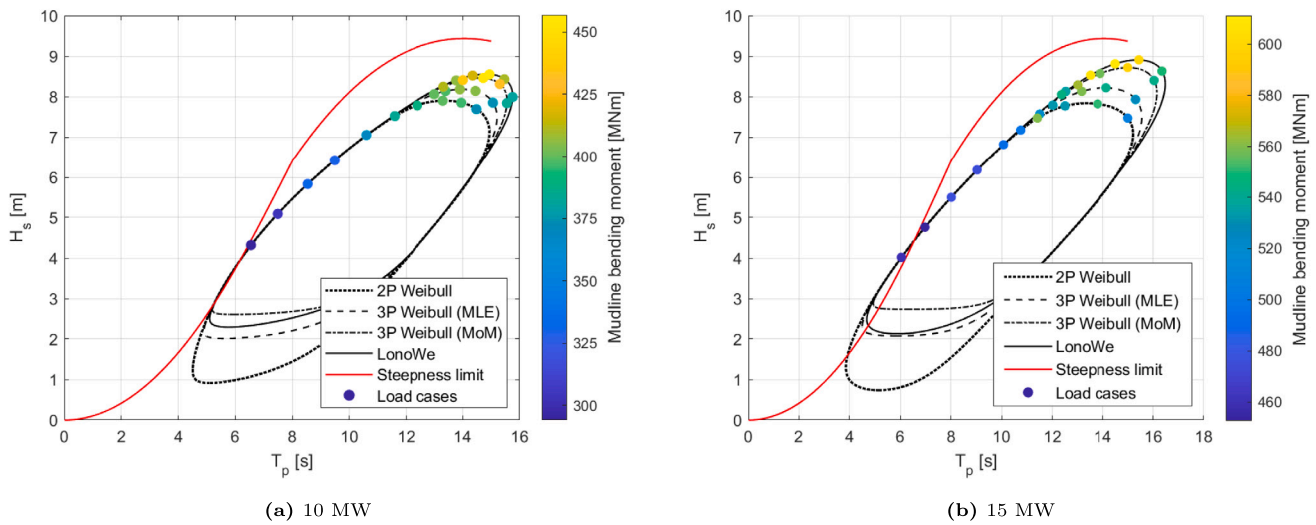 10
9
8
7
6
5
4
3
2
1
0
H_s [m]
0 2 4 6 8 10 12 14 16
T_p [s]
2P Weibull
3P Weibull (MLE)
3P Weibull (MoM)
LonoWe
Steepness limit
Load cases
450
425
400
375
350
325
300
Mudline bending moment [MNm]
(a) 10 MW
10
9
8
7
6
5
4
3
2
1
0
H_s [m]
0 2 4 6 8 10 12 14 16 18
T_p [s]
2P Weibull
3P Weibull (MLE)
3P Weibull (MoM)
LonoWe
Steepness limit
Load cases
600
580
560
540
520
500
480
460
Mudline bending moment [MNm]
(b) 15 MW